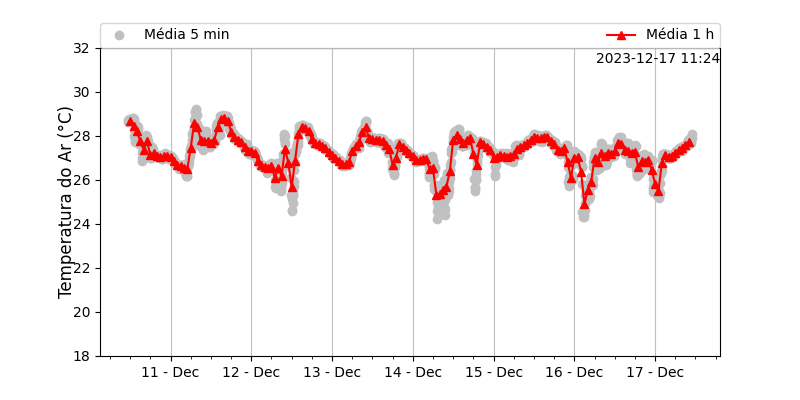 Média 5 min
Média 1 h
2023-12-17 11:24
Temperatura do Ar (°C)
32
30
28
26
24
22
20
18
11 - Dec
12 - Dec
13 - Dec
14 - Dec
15 - Dec
16 - Dec
17 - Dec